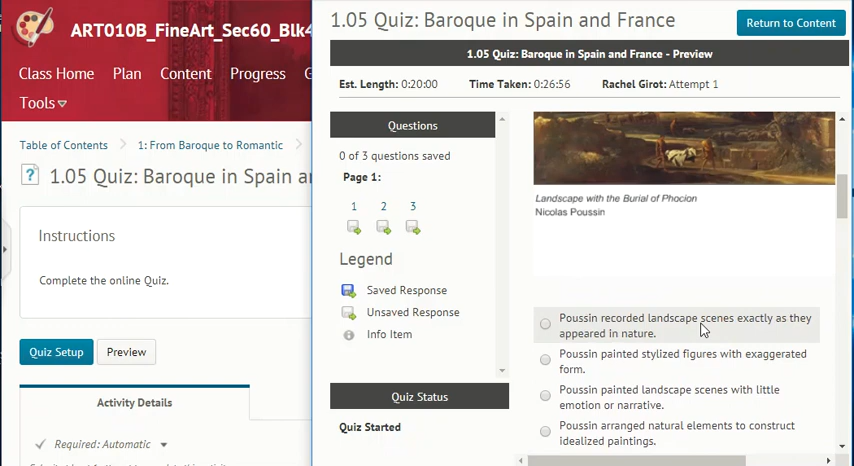 ART010B_FineArt_Sec60_Blk4
Class Home Plan Content Progress
Tools
Table of Contents 1: From Baroque to Romantic
1.05 Quiz: Baroque in Spain
Instructions
Complete the online Quiz.
Quiz Setup Preview
Activity Details
Required: Automatic
1.05 Quiz: Baroque in Spain and France
Return to Content
1.05 Quiz: Baroque in Spain and France - Preview
Est. Length: 0:20:00 Time Taken: 0:26:56 Rachel Girot: Attempt 1
Questions
0 of 3 questions saved
Page 1:
1 2 3
Legend
Saved Response
Unsaved Response
Info Item
Quiz Status
Quiz Started
Landscape with the Burial of Phocion
Nicolas Poussin
Poussin recorded landscape scenes exactly as they
appeared in nature.
Poussin painted stylized figures with exaggerated
form.
Poussin painted landscape scenes with little
emotion or narrative.
Poussin arranged natural elements to construct
idealized paintings.